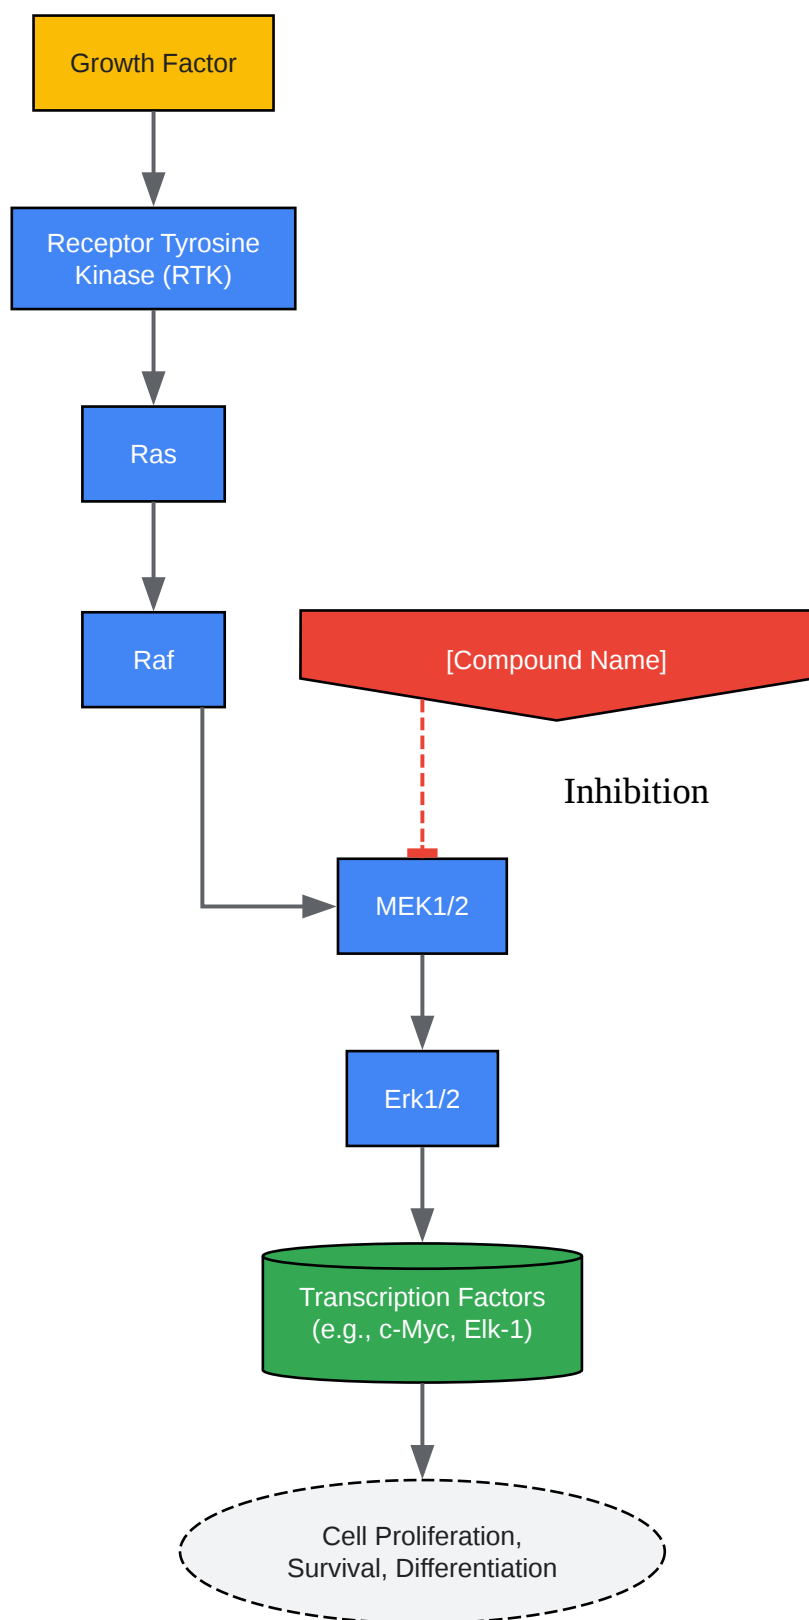 Growth Factor
Receptor Tyrosine
Kinase (RTK)
Ras
Raf
[Compound Name]
Inhibition
MEK1/2
Erk1/2
Transcription Factors
(e.g., c-Myc, Elk-1)
Cell Proliferation,
Survival, Differentiation